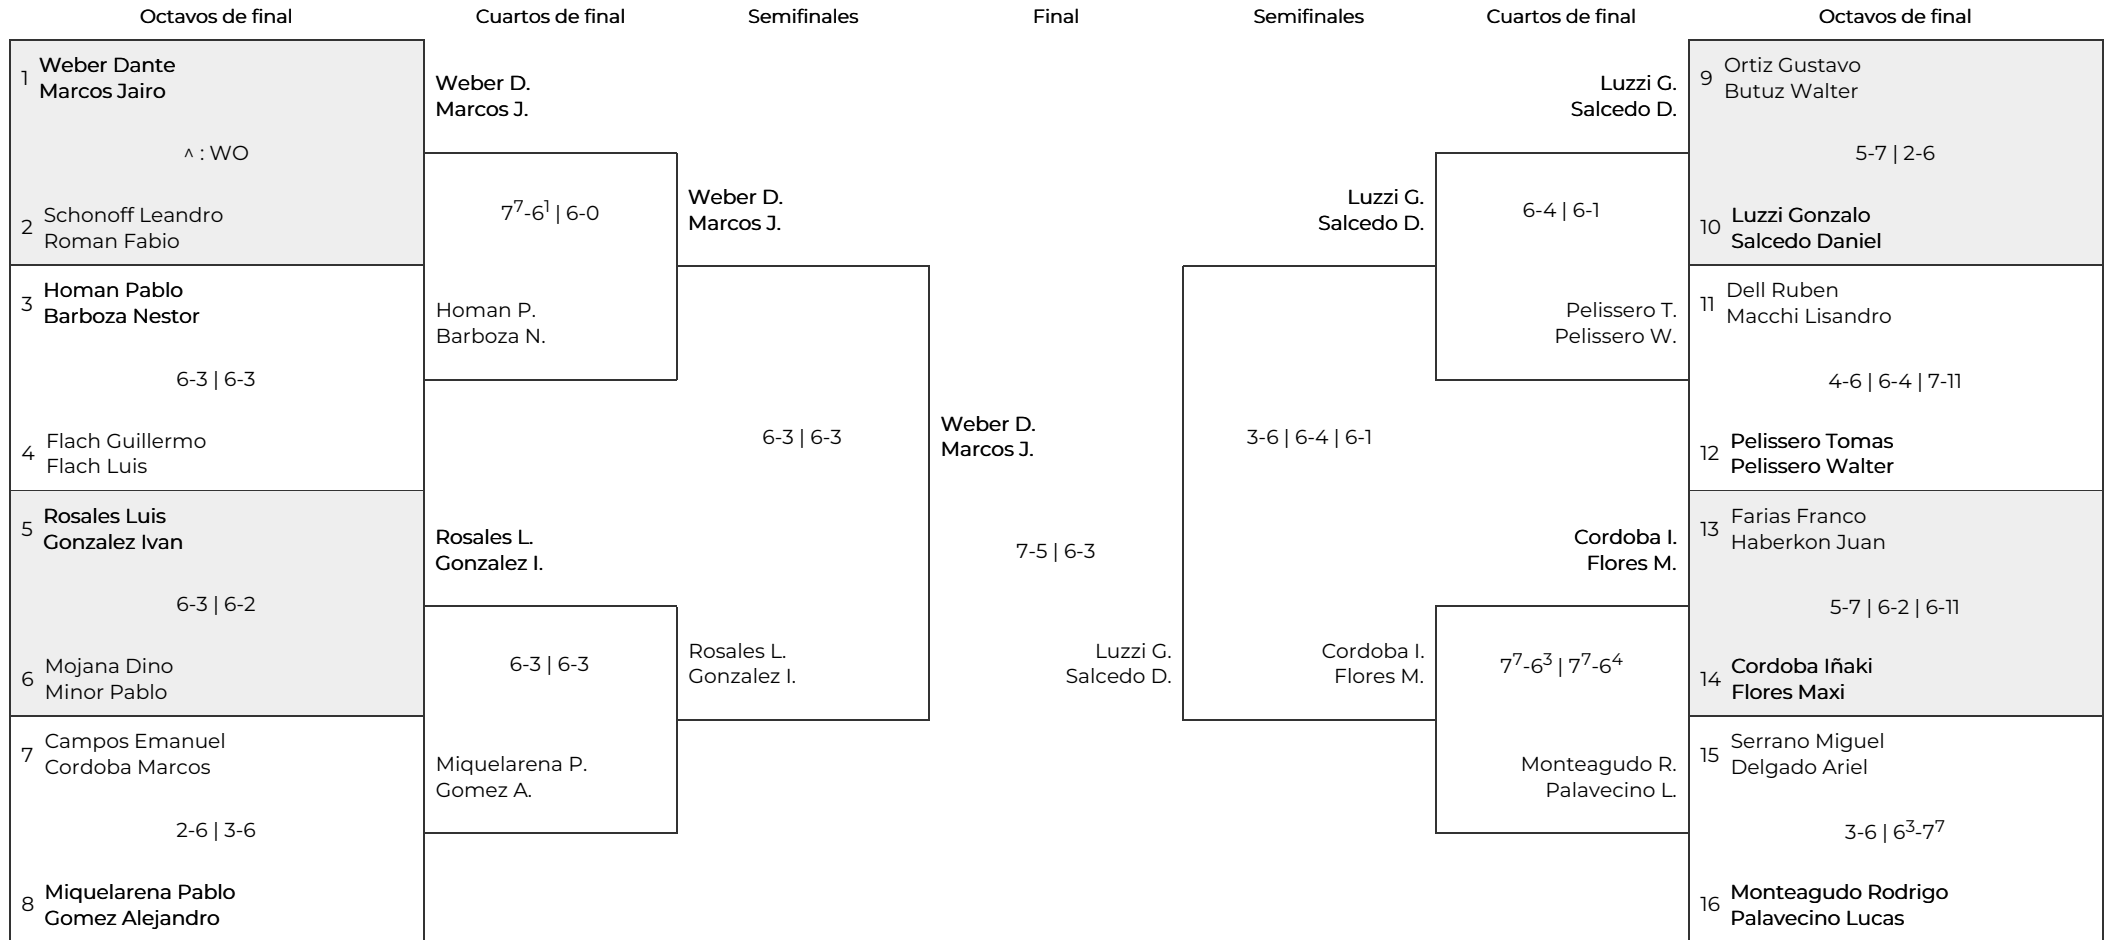 Octavos de final
Cuartos de final
Semifinales
Final
Semifinales
Cuartos de final
Octavos de final
1
Weber Dante
Marcos Jairo
^ : WO
2
Schonoff Leandro
Roman Fabio
3
Homan Pablo
Barboza Nestor
6-3 | 6-3
4
Flach Guillermo
Flach Luis
5
Rosales Luis
Gonzalez Ivan
6-3 | 6-2
6
Mojana Dino
Minor Pablo
7
Campos Emanuel
Cordoba Marcos
2-6 | 3-6
8
Miquelarena Pablo
Gomez Alejandro
Weber D.
Marcos J.
7⁷-6¹ | 6-0
Homan P.
Barboza N.
Rosales L.
Gonzalez I.
6-3 | 6-3
Miquelarena P.
Gomez A.
Weber D.
Marcos J.
6-3 | 6-3
Rosales L.
Gonzalez I.
Weber D.
Marcos J.
7-5 | 6-3
Luzzi G.
Salcedo D.
Luzzi G.
Salcedo D.
3-6 | 6-4 | 6-1
Cordoba I.
Flores M.
Luzzi G.
Salcedo D.
6-4 | 6-1
Pelissero T.
Pelissero W.
Cordoba I.
Flores M.
7⁷-6³ | 7⁷-6⁴
Monteagudo R.
Palavecino L.
9
Ortiz Gustavo
Butuz Walter
5-7 | 2-6
10
Luzzi Gonzalo
Salcedo Daniel
11
Dell Ruben
Macchi Lisandro
4-6 | 6-4 | 7-11
12
Pelissero Tomas
Pelissero Walter
13
Farias Franco
Haberkon Juan
5-7 | 6-2 | 6-11
14
Cordoba Iñaki
Flores Maxi
15
Serrano Miguel
Delgado Ariel
3-6 | 6³-7⁷
16
Monteagudo Rodrigo
Palavecino Lucas